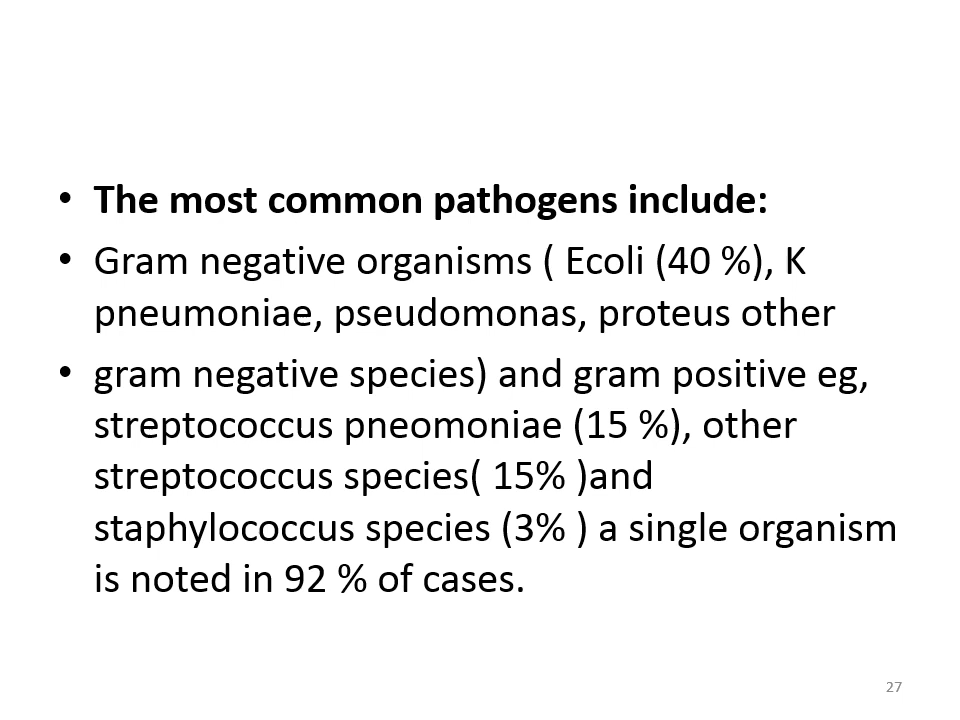 • The most common pathogens include:
• Gram negative organisms ( Ecoli (40 %), K
pneumoniae, pseudomonas, proteus other
• gram negative species) and gram positive eg,
streptococcus pneomoniae (15 %), other
streptococcus species( 15% )and
staphylococcus species (3% ) a single organism
is noted in 92 % of cases.
27